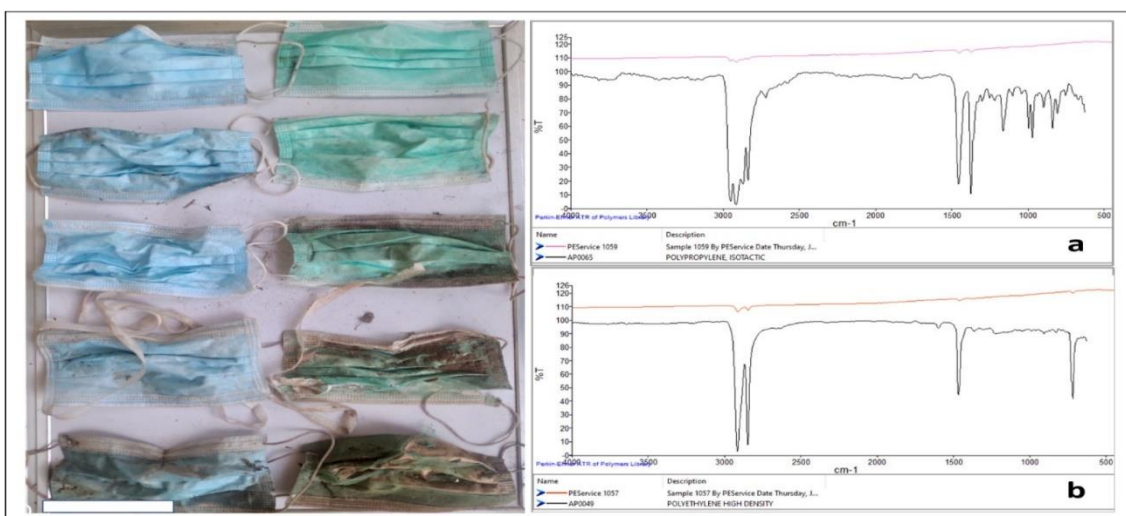 125
120
110
100
90
80
70
60
50
40
30
20
10
-0
%T
4000 3500 3000 2500 2000 1500 1000 500
cm-1
Perkin-Elmer ATR of Polymers Library
Name Description
PEService 1059 Sample 1059 By PEService Date Thursday, J...
AP0065 POLYPROPYLENE, ISOTACTIC
a
126
120
110
100
90
80
70
60
50
40
30
20
10
0
%T
4000 3500 3000 2500 2000 1500 1000 500
cm-1
Perkin-Elmer ATR of Polymers Library
Name Description
PEService 1057 Sample 1057 By PEService Date Thursday, J...
AP0049 POLYETHYLENE HIGH DENSITY
b